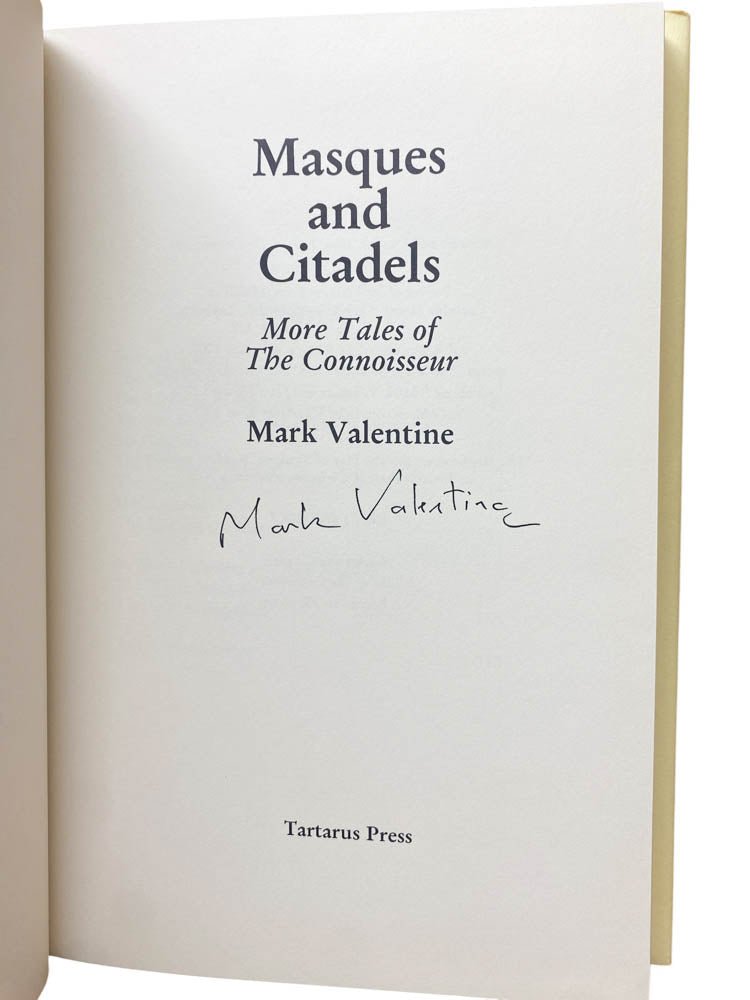 Masques
and
Citadels
More Tales of
The Connoisseur
Mark Valentine
Mark Valentine
Tartarus Press